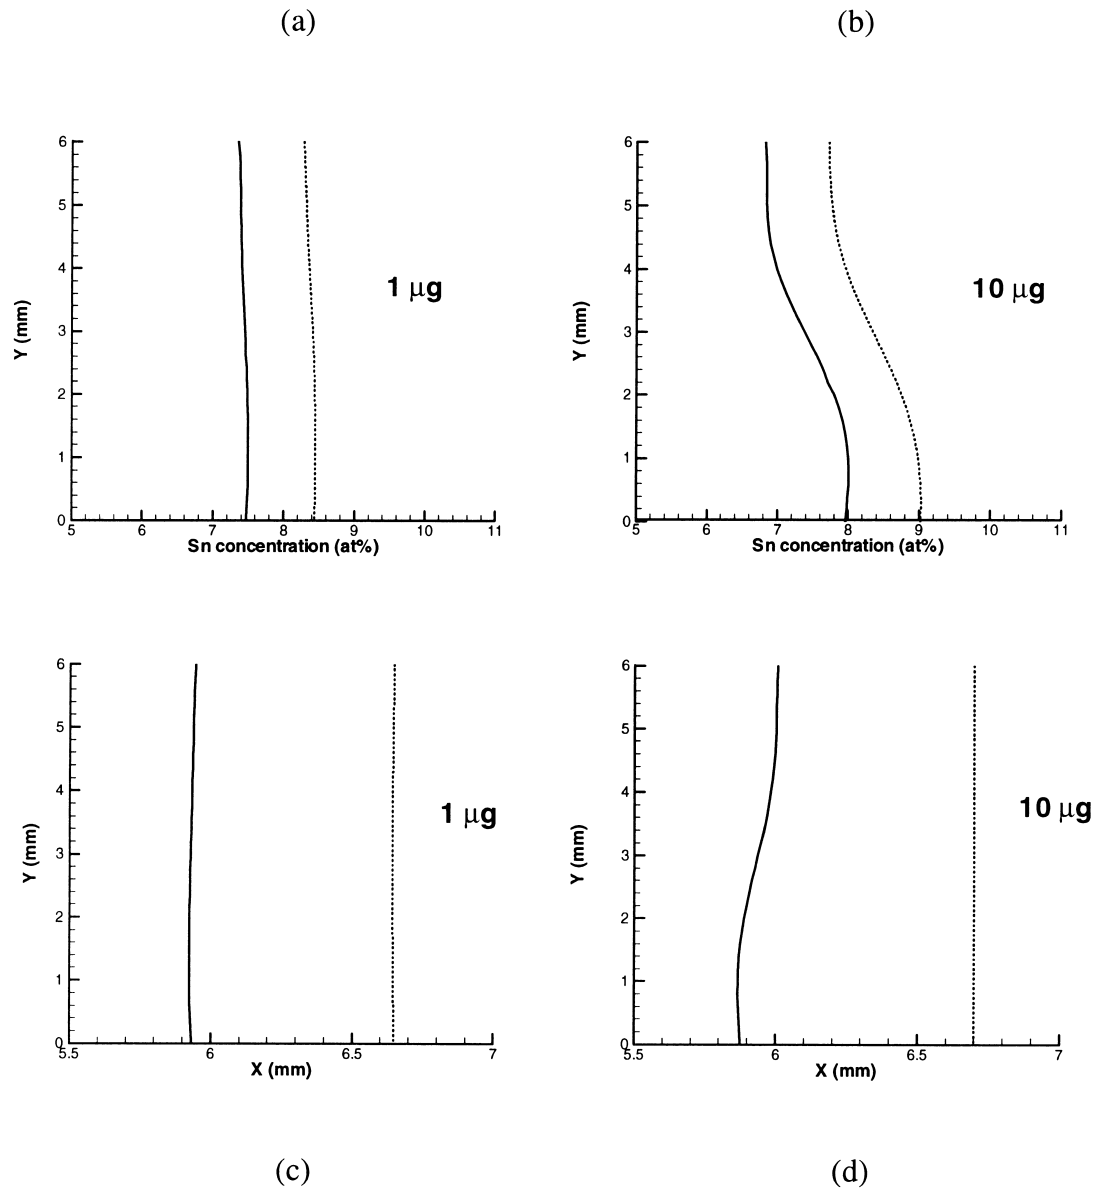 (a) (b)
6 6
5 5
4 4
1 μg 10 μg
Y (mm) Y (mm)
3 3
2 2
1 1
0 0
5 6 7 8 9 10 11 5 6 7 8 9 10 11
Sn concentration (at%) Sn concentration (at%)
6 6
5 5
4 4
1 μg 10 μg
Y (mm) Y (mm)
3 3
2 2
1 1
0 0
5.5 6 6.5 7 5.5 6 6.5 7
X (mm) X (mm)
(c) (d)